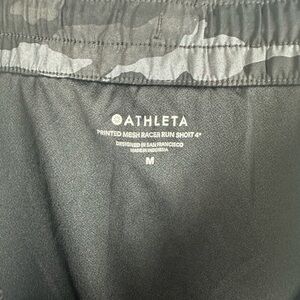 ATHLETA
PRINTED MESH RACER RUN SHORT 4"
DESIGNED IN SAN FRANCISCO
MADE IN INDONESIA
M